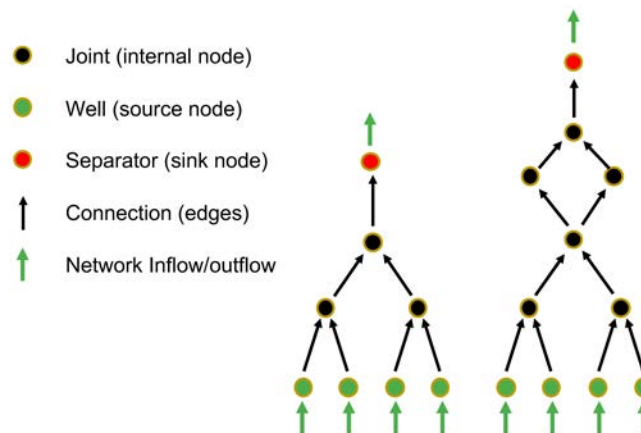 Joint (internal node)
Well (source node)
Separator (sink node)
Connection (edges)
Network Inflow/outflow